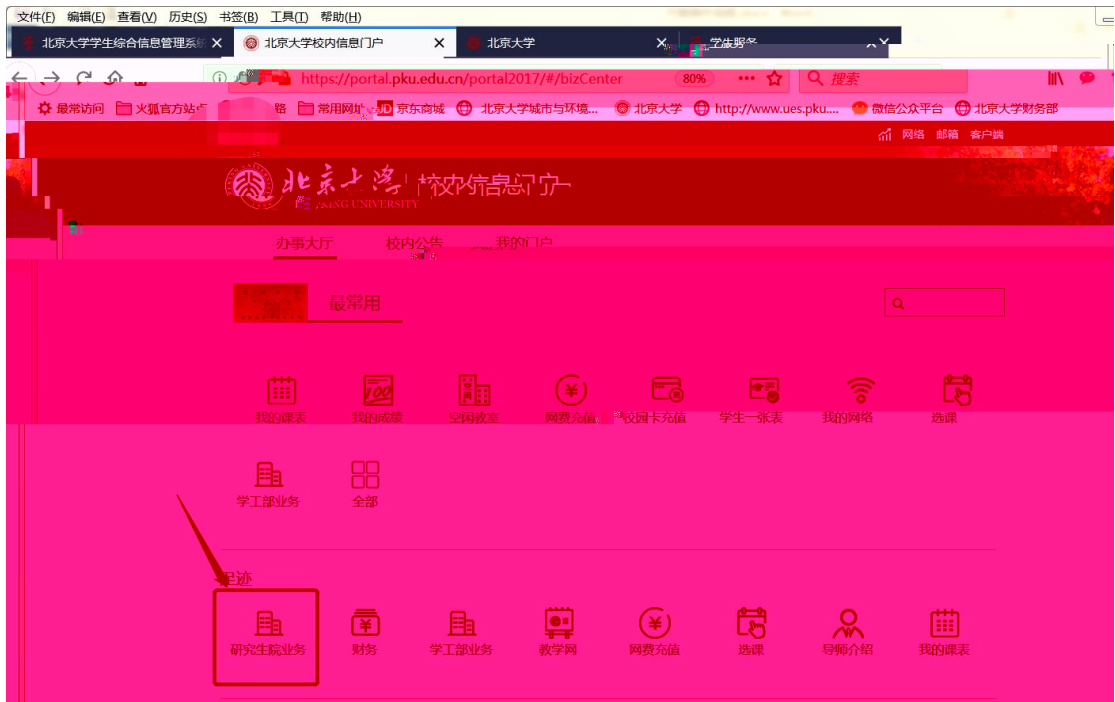 文件(F) 编辑(E) 查看(V) 历史(S) 书签(B) 工具(T) 帮助(H)
北京大学学生综合信息管理系统 北京大学校内信息门户 北京大学
https://portal.pku.edu.cn/portal2017/#/bizCenter 80% 搜索
最常访问 火狐官方站点 常用网址 JD 京东商城 北京大学城市与环境... 北京大学 http://www.ues.pku.... 微信公众平台 北京大学财务部
网络 邮箱 客户端
北京大学 校内信息门户
PEKING UNIVERSITY
办事大厅 校内公告 我的门户
最常用
我的课表 我的成绩 空闲教室 网费充值 校园卡充值 学生一张表 我的网络 选课
学工部业务 全部
足迹
研究生院业务 财务 学工部业务 教学网 网费充值 选课 导师介绍 我的课表